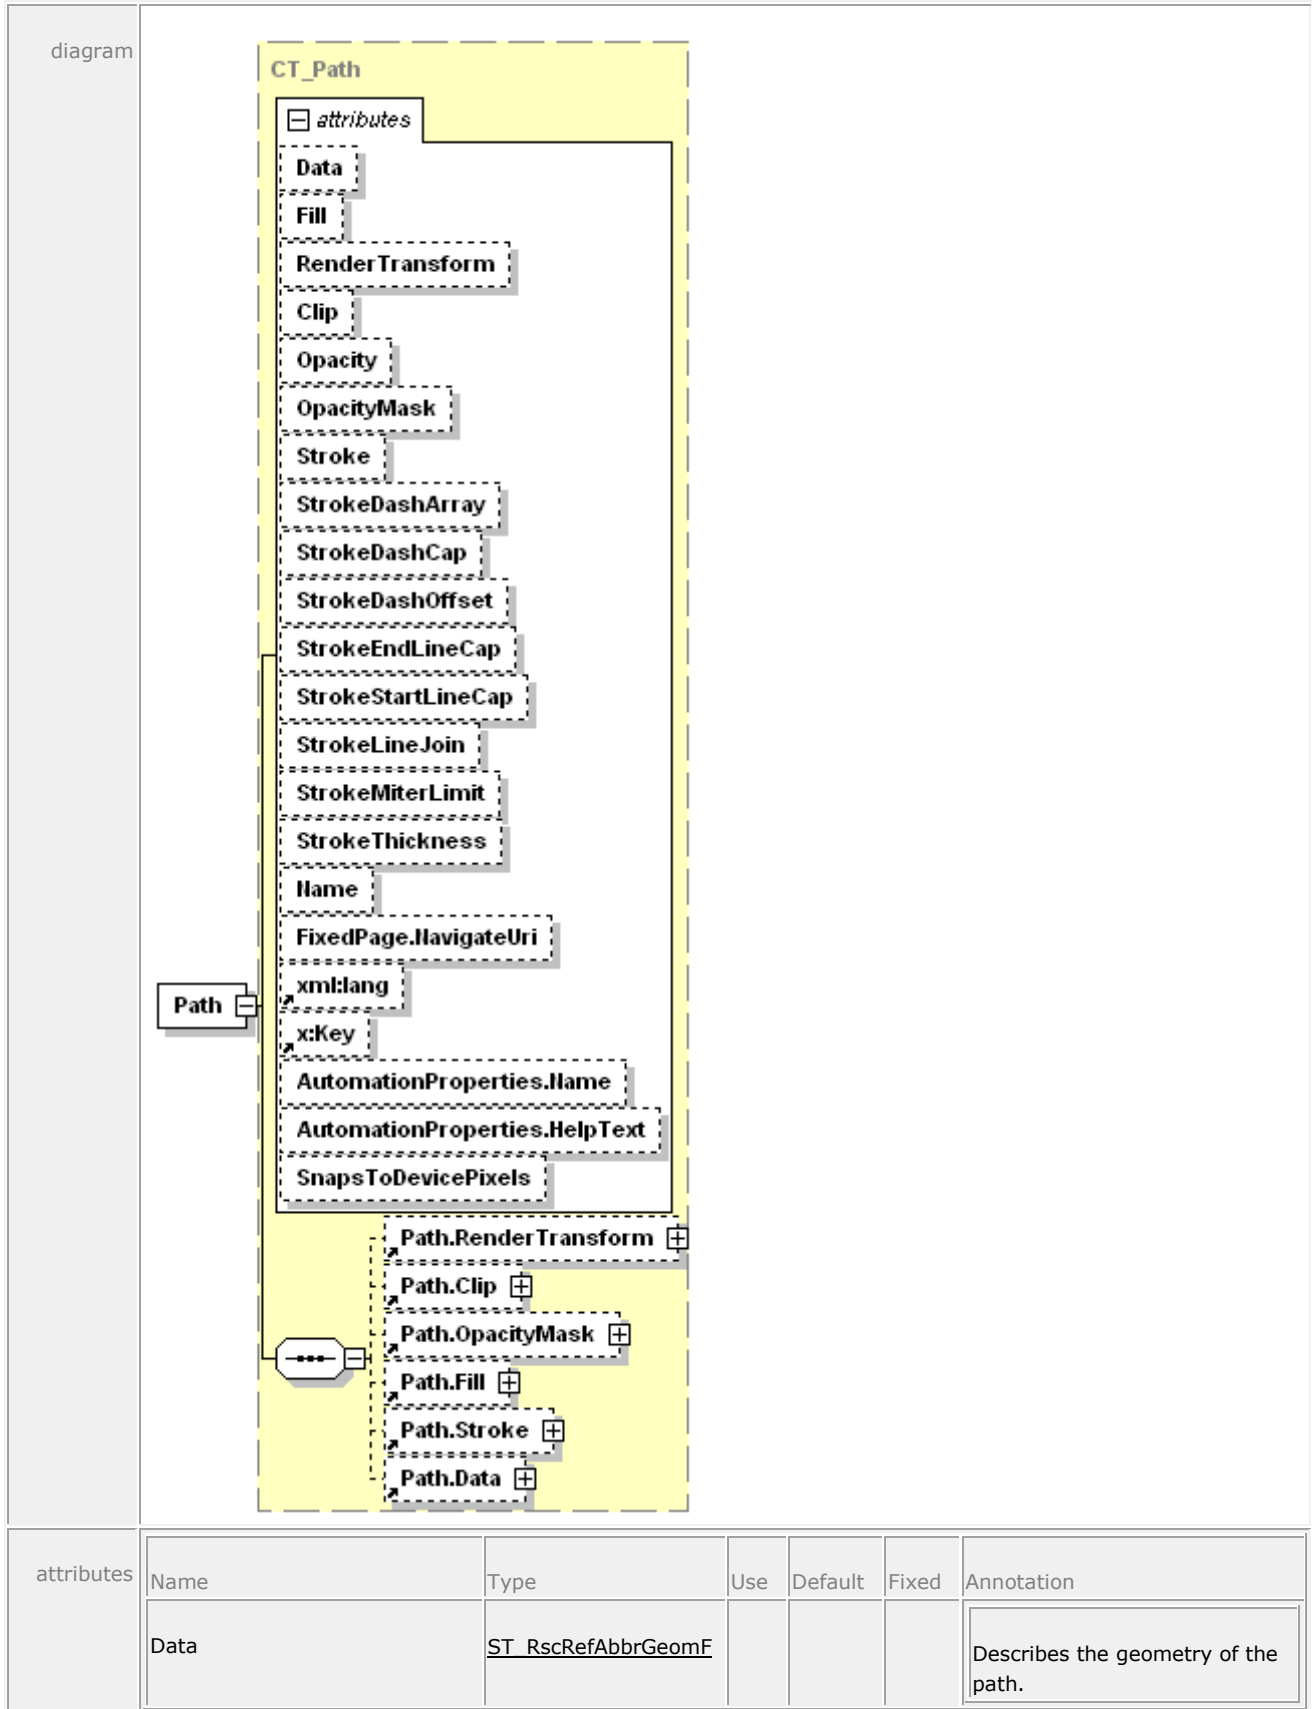 diagram
CT_Path
attributes
Data
Fill
RenderTransform
Clip
Opacity
OpacityMask
Stroke
StrokeDashArray
StrokeDashCap
StrokeDashOffset
StrokeEndLineCap
StrokeStartLineCap
StrokeLineJoin
StrokeMiterLimit
StrokeThickness
Name
FixedPage.NavigateUri
xml:lang
Path
x:Key
AutomationProperties.Name
AutomationProperties.HelpText
SnapsToDevicePixels
Path.RenderTransform
Path.Clip
Path.OpacityMask
Path.Fill
Path.Stroke
Path.Data
attributes
Name Type Use Default Fixed Annotation
Data ST_RscRefAbbrGeomF Describes the geometry of the
path.